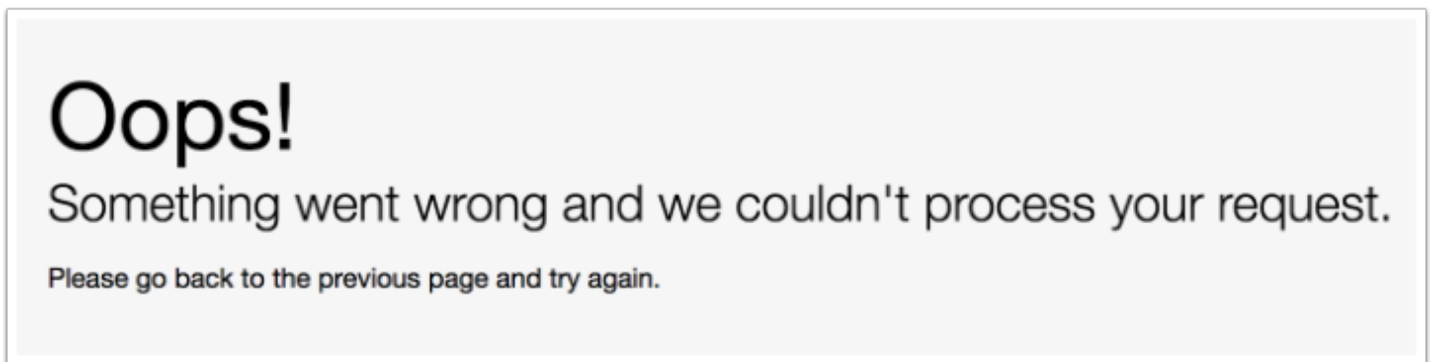 Oops!
Something went wrong and we couldn't process your request.
Please go back to the previous page and try again.